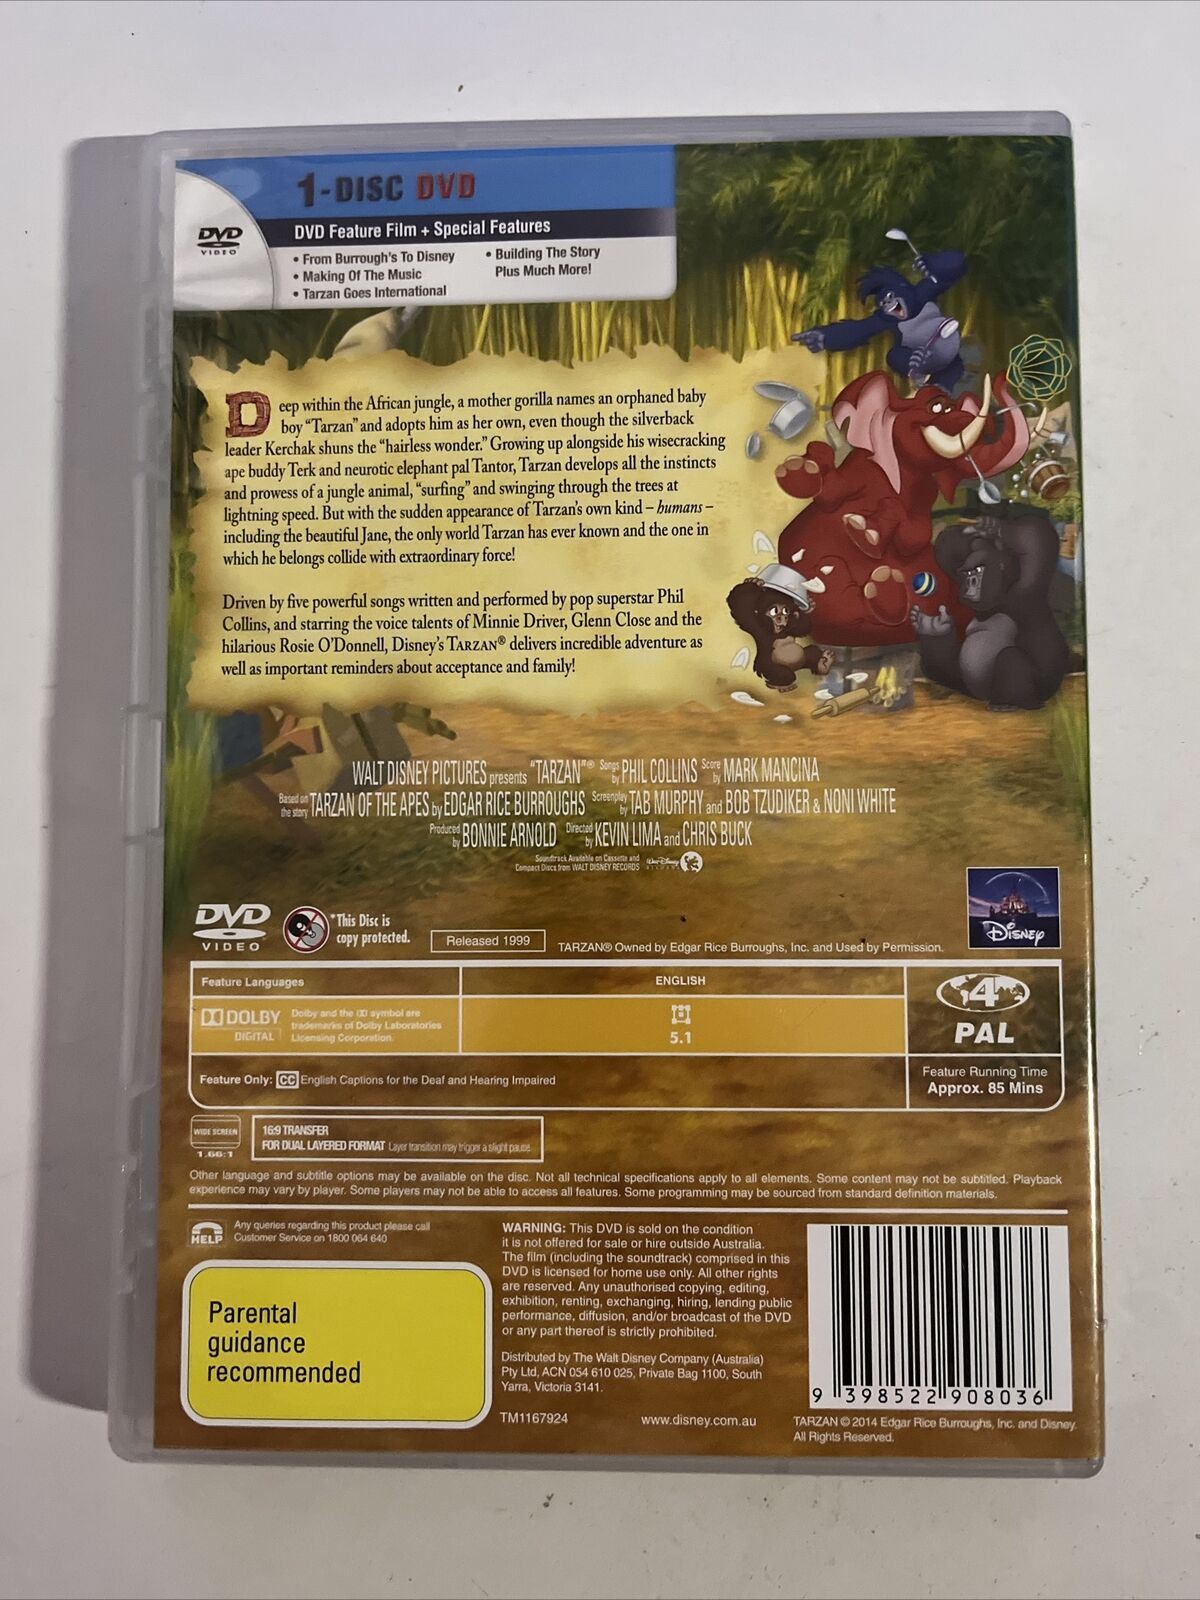 1-DISC DVD
DVD
VIDEO
DVD Feature Film + Special Features
• From Burrough's To Disney
• Making Of The Music
• Tarzan Goes International
• Building The Story
Plus Much More!
Deep within the African jungle, a mother gorilla names an orphaned baby
boy "Tarzan" and adopts him as her own, even though the silverback
leader Kerchak shuns the "hairless wonder." Growing up alongside his wisecracking
ape buddy Terk and neurotic elephant pal Tantor, Tarzan develops all the instincts
and prowess of a jungle animal, "surfing" and swinging through the trees at
lightning speed. But with the sudden appearance of Tarzan's own kind – humans –
including the beautiful Jane, the only world Tarzan has ever known and the one in
which he belongs collide with extraordinary force!
Driven by five powerful songs written and performed by pop superstar Phil
Collins, and starring the voice talents of Minnie Driver, Glenn Close and the
hilarious Rosie O'Donnell, Disney's TARZAN® delivers incredible adventure as
well as important reminders about acceptance and family!
WALT DISNEY PICTURES presents "TARZAN"® Songs by PHIL COLLINS Score by MARK MANCINA
Based on the story TARZAN OF THE APES by EDGAR RICE BURROUGHS Screenplay by TAB MURPHY and BOB TZUDIKER & NONI WHITE
Produced by BONNIE ARNOLD Directed by KEVIN LIMA and CHRIS BUCK
Soundtrack Available on Cassette and
Compact Discs from WALT DISNEY RECORDS
Walt Disney
RECORDS
DVD
VIDEO
*This Disc is
copy protected.
Released 1999
TARZAN® Owned by Edgar Rice Burroughs, Inc. and Used by Permission.
Disney
Feature Languages
ENGLISH
DOLBY
DIGITAL
Dolby and the DD symbol are
trademarks of Dolby Laboratories
Licensing Corporation.
5.1
4
PAL
Feature Only: CC English Captions for the Deaf and Hearing Impaired
Feature Running Time
Approx. 85 Mins
WIDE SCREEN
1.66:1
16:9 TRANSFER
FOR DUAL LAYERED FORMAT Layer transition may trigger a slight pause.
Other language and subtitle options may be available on the disc. Not all technical specifications apply to all elements. Some content may not be subtitled. Playback
experience may vary by player. Some players may not be able to access all features. Some programming may be sourced from standard definition materials.
HELP
Any queries regarding this product please call
Customer Service on 1800 064 640
Parental
guidance
recommended
WARNING: This DVD is sold on the condition
it is not offered for sale or hire outside Australia.
The film (including the soundtrack) comprised in this
DVD is licensed for home use only. All other rights
are reserved. Any unauthorised copying, editing,
exhibition, renting, exchanging, hiring, lending public
performance, diffusion, and/or broadcast of the DVD
or any part thereof is strictly prohibited.
Distributed by The Walt Disney Company (Australia)
Pty Ltd, ACN 054 610 025, Private Bag 1100, South
Yarra, Victoria 3141.
TM1167924
www.disney.com.au
9 398522 908036
TARZAN © 2014 Edgar Rice Burroughs, Inc. and Disney.
All Rights Reserved.